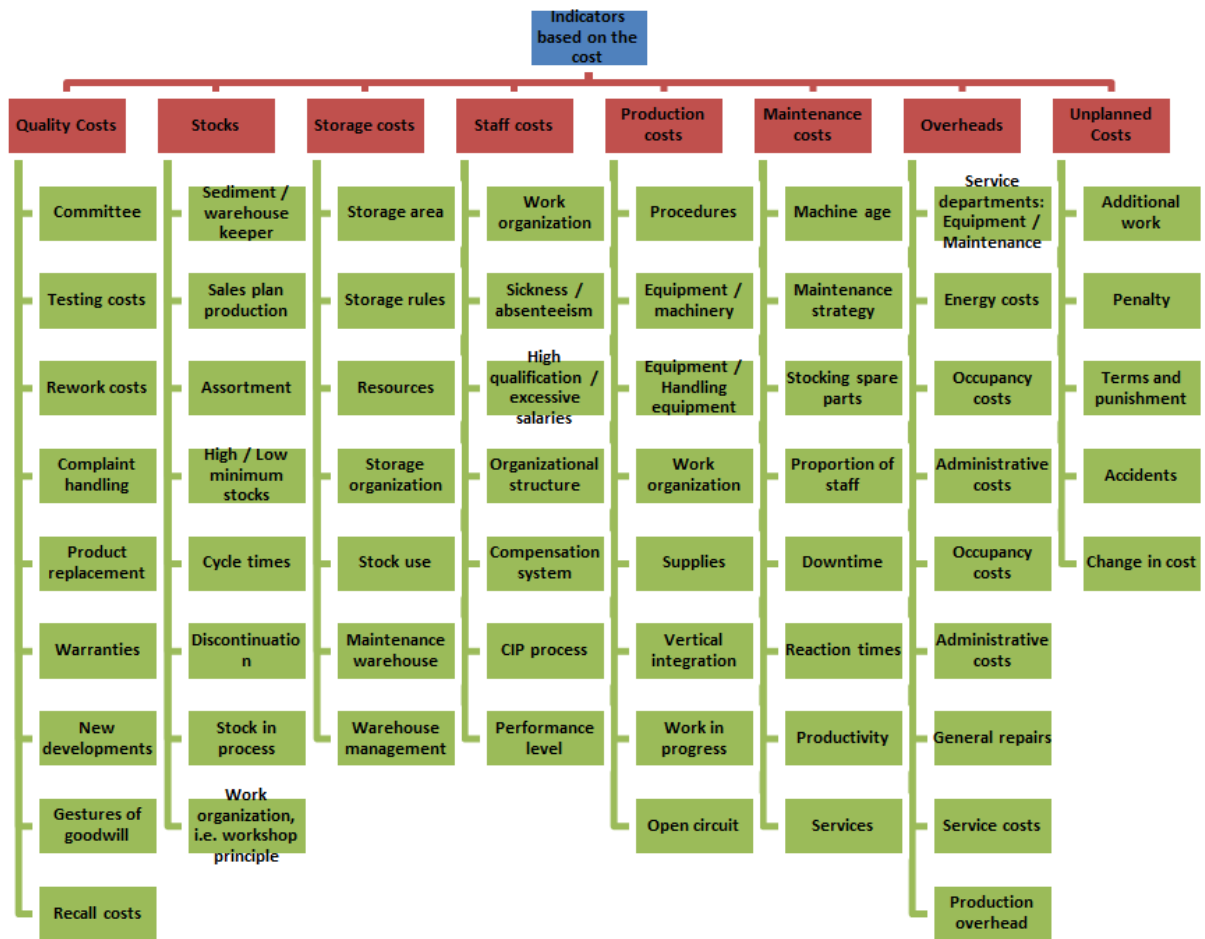 Indicators
based on the
cost
Quality Costs
Stocks
Storage costs
Staff costs
Production
costs
Maintenance
costs
Overheads
Unplanned
Costs
Committee
Testing costs
Rework costs
Complaint
handling
Product
replacement
Warranties
New
developments
Gestures of
goodwill
Recall costs
Sediment /
warehouse
keeper
Sales plan
production
Assortment
High / Low
minimum
stocks
Cycle times
Discontinuatio
n
Stock in
process
Work
organization,
i.e. workshop
principle
Storage area
Storage rules
Resources
Storage
organization
Stock use
Maintenance
warehouse
Warehouse
management
Work
organization
Sickness /
absenteeism
High
qualification /
excessive
salaries
Organizational
structure
Compensation
system
CIP process
Performance
level
Procedures
Equipment /
machinery
Equipment /
Handling
equipment
Work
organization
Supplies
Vertical
integration
Work in
progress
Open circuit
Machine age
Maintenance
strategy
Stocking spare
parts
Proportion of
staff
Downtime
Reaction times
Productivity
Services
Service
departments:
Equipment /
Maintenance
Energy costs
Occupancy
costs
Administrative
costs
Occupancy
costs
Administrative
costs
General repairs
Service costs
Production
overhead
Additional
work
Penalty
Terms and
punishment
Accidents
Change in cost